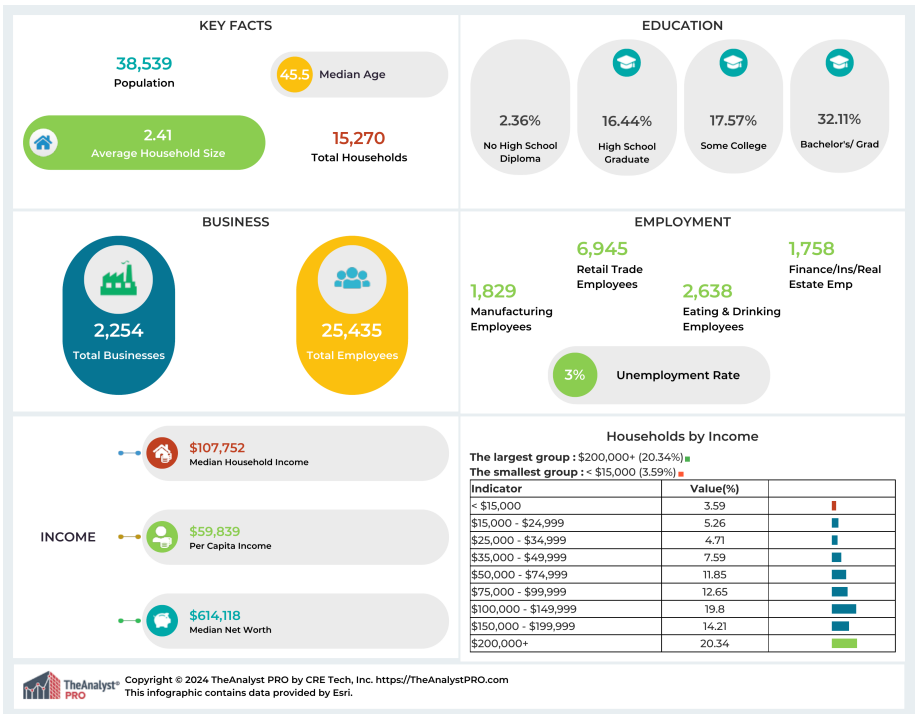 KEY FACTS
38,539
Population
45.5 Median Age
2.41
Average Household Size
15,270
Total Households
EDUCATION
2.36%
No High School
Diploma
16.44%
High School
Graduate
17.57%
Some College
32.11%
Bachelor's/ Grad
BUSINESS
2,254
Total Businesses
25,435
Total Employees
EMPLOYMENT
1,829
Manufacturing
Employees
6,945
Retail Trade
Employees
2,638
Eating & Drinking
Employees
1,758
Finance/Ins/Real
Estate Emp
3% Unemployment Rate
INCOME
$107,752
Median Household Income
$59,839
Per Capita Income
$614,118
Median Net Worth
Households by Income
The largest group : $200,000+ (20.34%)
The smallest group : < $15,000 (3.59%)
Indicator Value(%)
< $15,000 3.59
$15,000 - $24,999 5.26
$25,000 - $34,999 4.71
$35,000 - $49,999 7.59
$50,000 - $74,999 11.85
$75,000 - $99,999 12.65
$100,000 - $149,999 19.8
$150,000 - $199,999 14.21
$200,000+ 20.34
TheAnalyst®
PRO
Copyright © 2024 TheAnalyst PRO by CRE Tech, Inc. https://TheAnalystPRO.com
This infographic contains data provided by Esri.